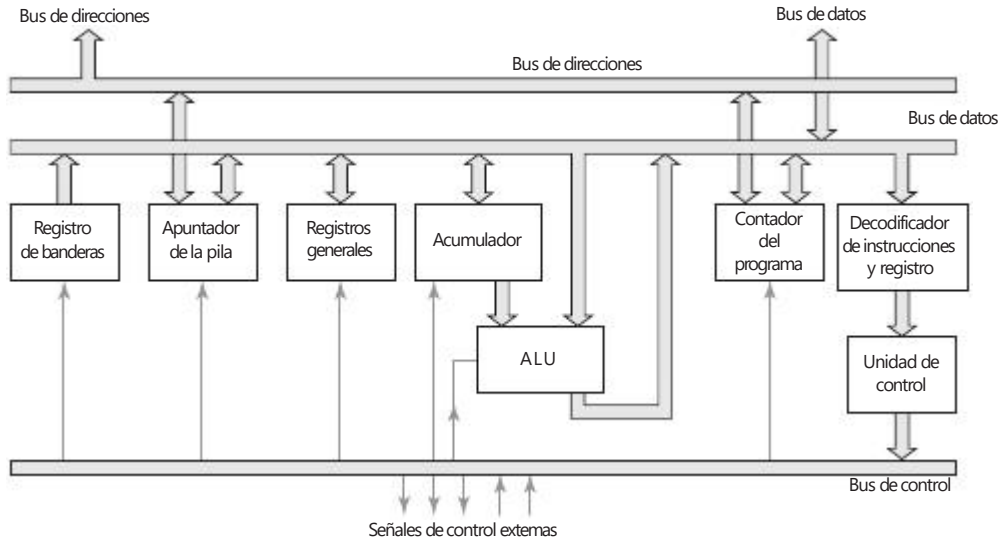 Bus de direcciones
Bus de datos
Bus de direcciones
Bus de datos
Registro
de banderas
Apuntador
de la pila
Registros
generales
Acumulador
Contador
del
programa
Decodificador
de instrucciones
y registro
ALU
Unidad de
control
Bus de control
Señales de control extemas